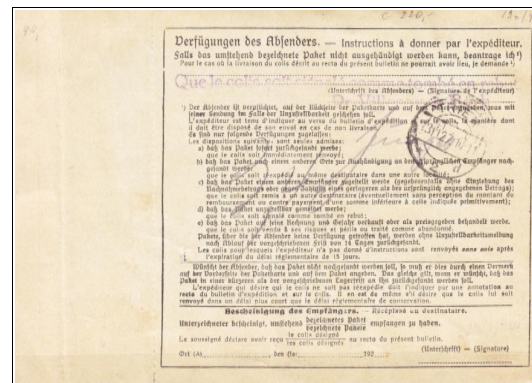 Verfügungen des Absenders. — Instructions à donner par l'expéditeur.
Falls das umstehend bezeichnete Paket nicht ausgehändigt werden kann, beantrage ich ¹)
Pour le cas où la livraison du colis décrit au recto du présent bulletin ne pourrait avoir lieu, je demande ¹)
Que le colis soit
(Unterschrift des Absenders) — (Signature de l'expéditeur)
¹) Der Absender ist verpflichtet, auf der Rückseite der Paketkarte und auf dem Paket anzugeben, was mit
seiner Sendung im Falle der Unzustellbarkeit geschehen soll.
L'expéditeur est tenu d'indiquer au verso du bulletin d'expédition et sur le colis, la manière dont
il doit être disposé de son envoi en cas de non livraison.
Es sind nur folgende Verfügungen zugelassen:
Les dispositions suivantes sont seules admises:
a) daß das Paket sofort zurückgesandt werde;
que le colis soit immédiatement renvoyé;
b) daß das Paket nach einem anderen Orte zur Aushändigung an den ursprünglichen Empfänger nach-
gesandt werde;
que le colis soit réexpédié au même destinataire dans une autre localité;
c) daß das Paket einem anderen Empfänger zugestellt werde (gegebenenfalls unter Einziehung des
Nachnahmebetrages oder eines geringeren als des ursprünglich angegebenen Betrages);
que le colis soit remis à un autre destinataire (éventuellement sans perception du montant du
remboursement ou contre payement d'une somme inférieure à celle indiquée primitivement);
d) daß das Paket unzustellbar gemeldet werde;
que le colis soit signalé comme tombé en rebut;
e) daß das Paket auf seine Rechnung und Gefahr verkauft oder als preisgegeben behandelt werde.
que le colis soit vendu à ses risques et périls ou traité comme abandonné.
Pakete, über die der Absender keine Verfügung getroffen hat, werden ohne Unzustellbarkeitsmeldung
nach Ablauf der vorgeschriebenen Frist von 14 Tagen zurückgesandt.
Les colis pour lesquels l'expéditeur n'a pas donné d'instructions sont renvoyés sans avis après
l'expiration du délai réglementaire de 15 jours.
Wünscht der Absender, daß das Paket nicht nachgesandt werden soll, so muß er dies durch einen Vermerk
auf der Vorderseite der Paketkarte und auf dem Paket angeben. Das gleiche gilt, wenn er wünscht, daß das
Paket in einer kürzeren als der vorgeschriebenen Lagerfrist an ihn zurückgesandt werden soll.
L'expéditeur qui désire qui le colis ne soit pas réexpédié doit l'indiquer par une annotation au
recto du bulletin d'expédition et sur le colis. Il en est de même s'il désire que le colis lui soit
renvoyé dans un délai plus court que le délai réglementaire de conservation.
Bescheinigung des Empfängers. — Récépissé du destinataire.
Unterzeichneter bescheinigt, umstehend bezeichnetes Paket / bezeichnete Pakete empfangen zu haben.
Le soussigné déclare avoir reçu le colis désigné / les colis désignés au recto du présent bulletin.
(Unterschrift) — (Signature)
Ort (À) , den (le) 192